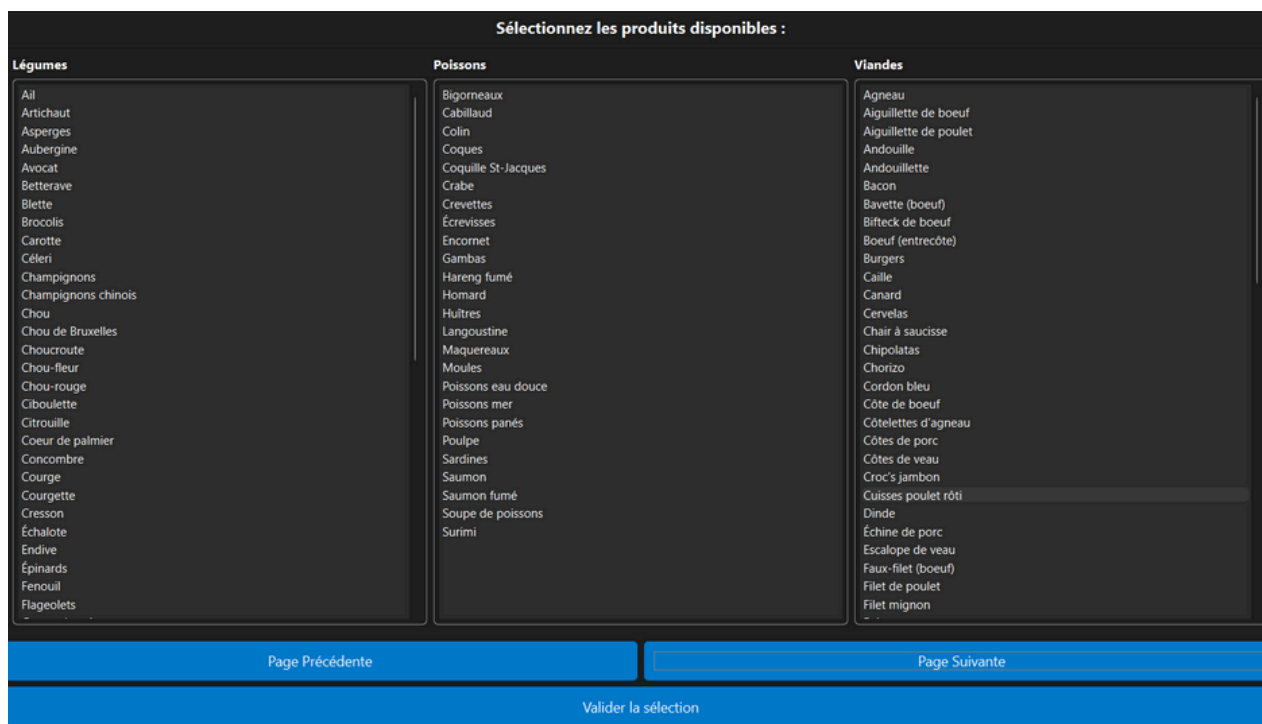 Sélectionnez les produits disponibles :
Légumes
Ail
Artichaut
Asperges
Aubergine
Avocat
Betterave
Blette
Brocolis
Carotte
Céleri
Champignons
Champignons chinois
Chou
Chou de Bruxelles
Choucroute
Chou-fleur
Chou-rouge
Ciboulette
Citrouille
Coeur de palmier
Concombre
Courge
Courgette
Cresson
Échalote
Endive
Épinards
Fenouil
Flageolets
Poissons
Bigorneaux
Cabillaud
Colin
Coques
Coquille St-Jacques
Crabe
Crevettes
Écrevisses
Encornet
Gambas
Hareng fumé
Homard
Huîtres
Langoustine
Maquereaux
Moules
Poissons eau douce
Poissons mer
Poissons panés
Poulpe
Sardines
Saumon
Saumon fumé
Soupe de poissons
Surimi
Viandes
Agneau
Aiguillette de boeuf
Aiguillette de poulet
Andouille
Andouillette
Bacon
Bavette (boeuf)
Bifteck de boeuf
Boeuf (entrecôte)
Burgers
Caille
Canard
Cervelas
Chair à saucisse
Chipolatas
Chorizo
Cordon bleu
Côte de boeuf
Côtelettes d'agneau
Côtes de porc
Côtes de veau
Croc's jambon
Cuisses poulet rôti
Dinde
Échine de porc
Escalope de veau
Faux-filet (boeuf)
Filet de poulet
Filet mignon
Page Précédente
Page Suivante
Valider la sélection